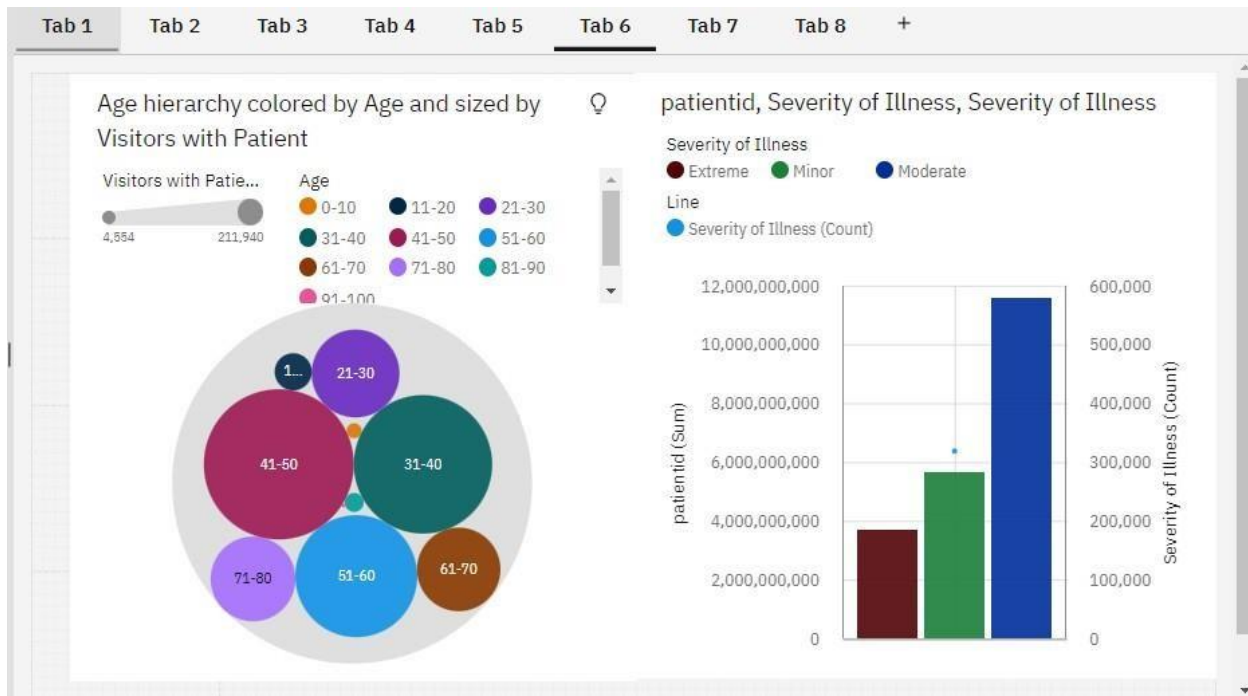 Tab 1 Tab 2 Tab 3 Tab 4 Tab 5 Tab 6 Tab 7 Tab 8 +
Age hierarchy colored by Age and sized by
Visitors with Patient
Visitors with Patie...
4,554 211,940
Age
0-10 11-20 21-30
31-40 41-50 51-60
61-70 71-80 81-90
91-100
1...
21-30
41-50
31-40
71-80
51-60
61-70
patientid, Severity of Illness, Severity of Illness
Severity of Illness
Extreme Minor Moderate
Line
Severity of Illness (Count)
patientid (Sum)
12,000,000,000
10,000,000,000
8,000,000,000
6,000,000,000
4,000,000,000
2,000,000,000
0
600,000
500,000
400,000
300,000
200,000
100,000
0
Severity of Illness (Count)